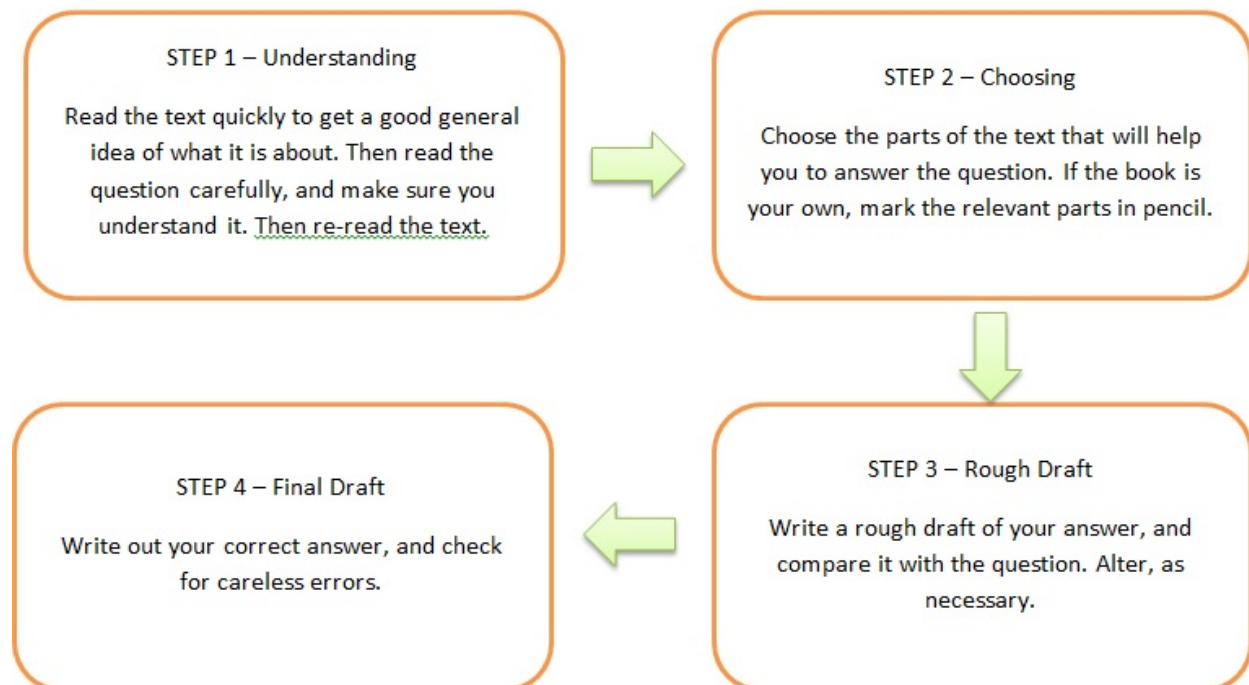 STEP 1 – Understanding
Read the text quickly to get a good general
idea of what it is about. Then read the
question carefully, and make sure you
understand it. Then re-read the text.
STEP 2 – Choosing
Choose the parts of the text that will help
you to answer the question. If the book is
your own, mark the relevant parts in pencil.
STEP 3 – Rough Draft
Write a rough draft of your answer, and
compare it with the question. Alter, as
necessary.
STEP 4 – Final Draft
Write out your correct answer, and check
for careless errors.